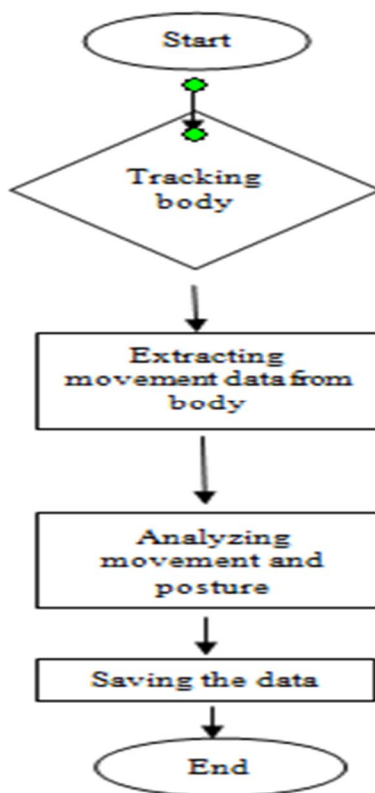 Start
Tracking
body
Extracting
movement data from
body
Analyzing
movement and
posture
Saving the data
End